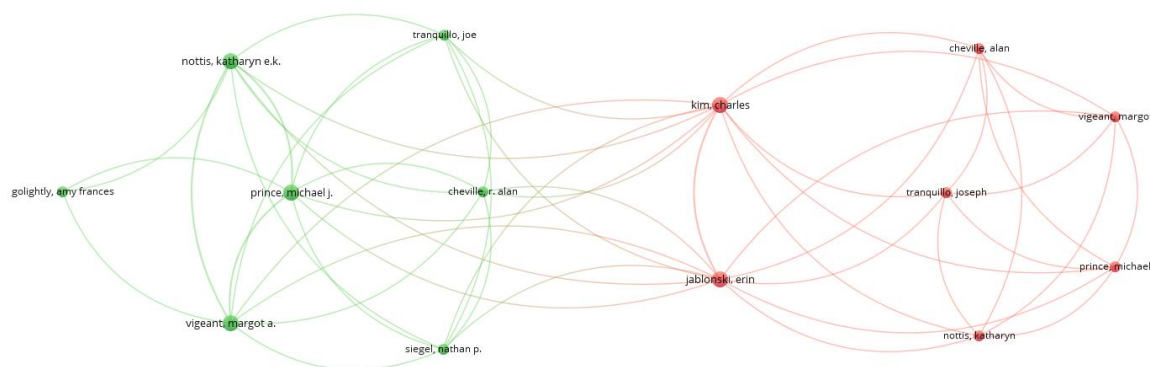 tranquillo, joe
nottis, katharyn e.k.
golightly, amy frances
prince, michael j.
cheville, r. alan
vigeant, margot a.
siegel, nathan p.
cheville, alan
kim, charles
vigeant, margot
tranquillo, joseph
jablonski, erin
prince, michael
nottis, katharyn